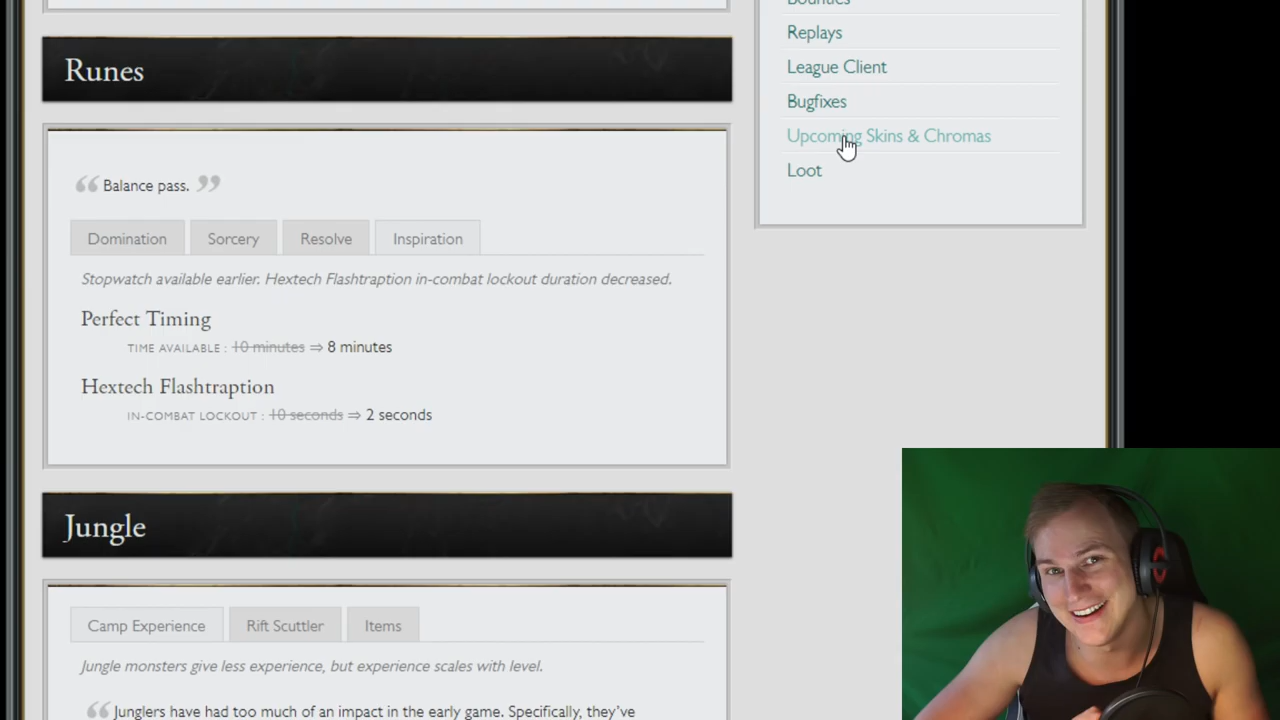 Replays
League Client
Bugfixes
Upcoming Skins & Chromas
Loot
Runes
“ Balance pass. ”
Domination
Sorcery
Resolve
Inspiration
Stopwatch available earlier. Hextech Flashtraption in-combat lockout duration decreased.
Perfect Timing
TIME AVAILABLE : 10 minutes ⇒ 8 minutes
Hextech Flashtraption
IN-COMBAT LOCKOUT : 10 seconds ⇒ 2 seconds
Jungle
Camp Experience
Rift Scuttler
Items
Jungle monsters give less experience, but experience scales with level.
“ Junglers have had too much of an impact in the early game. Specifically, they've